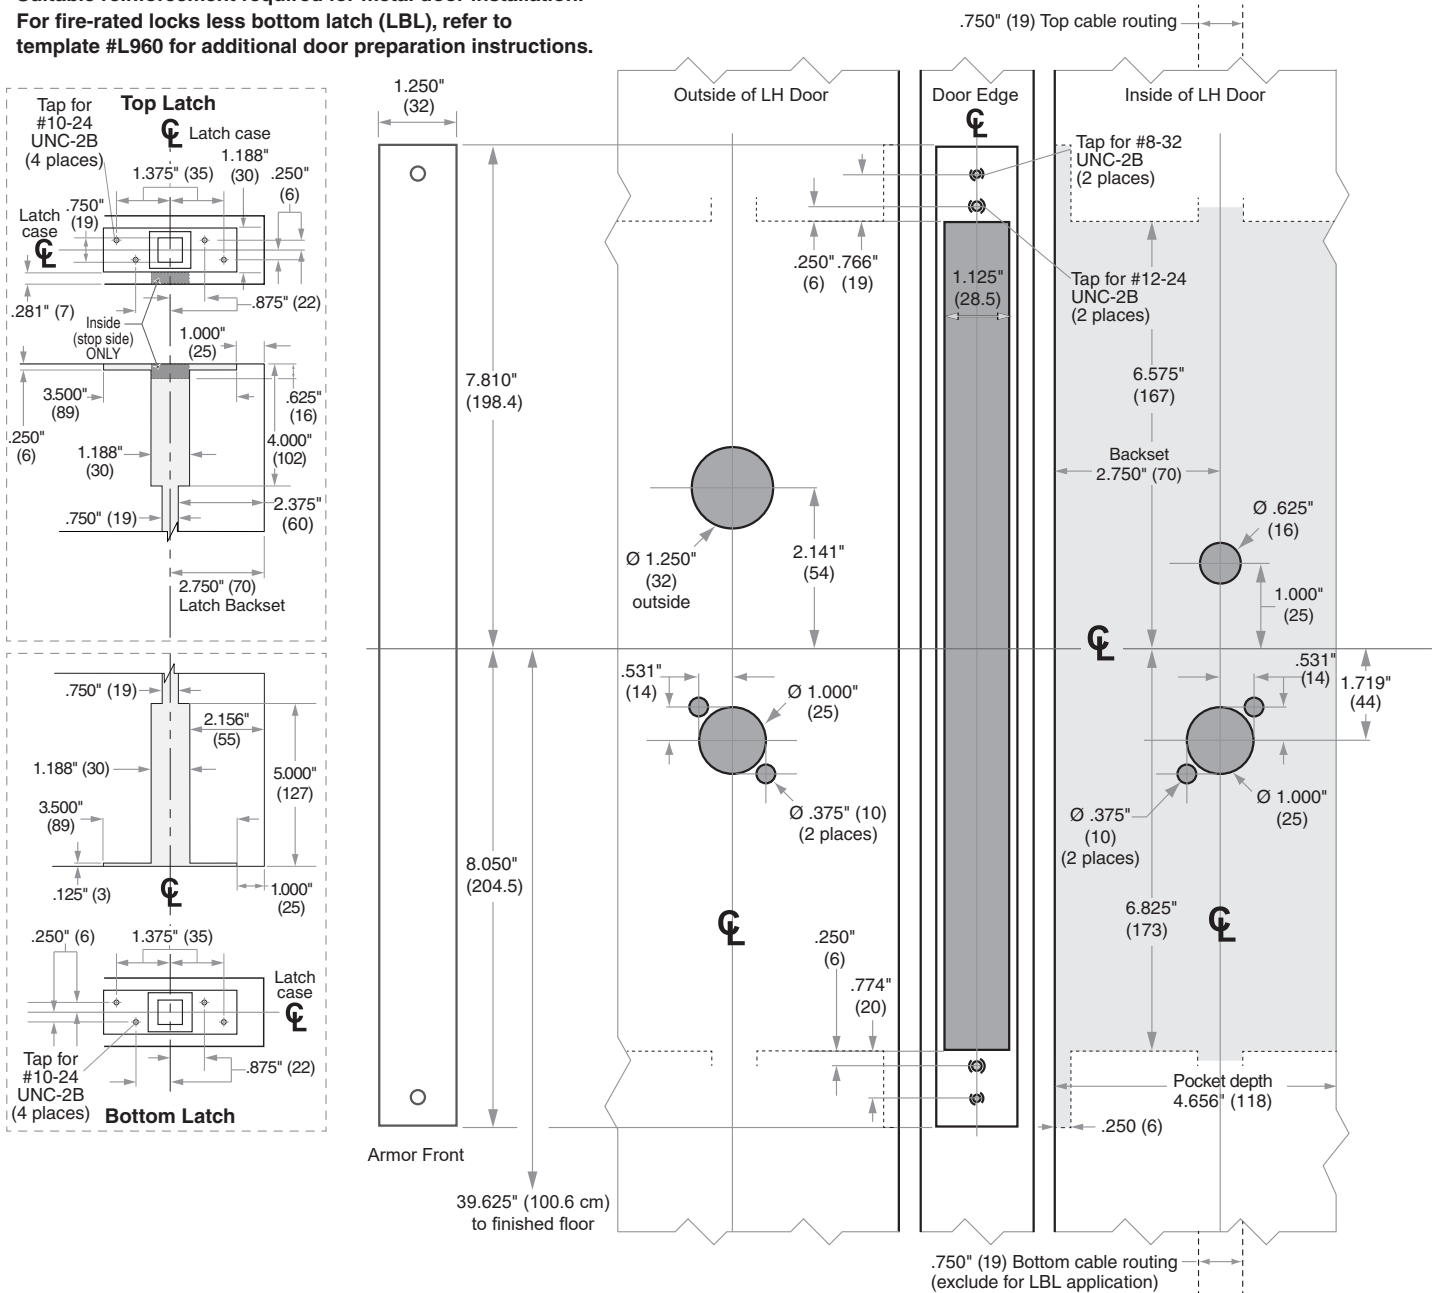 Suitable reinforcement required for metal door installation.
For fire-rated locks less bottom latch (LBL), refer to
template #L960 for additional door preparation instructions.
.750" (19) Top cable routing
Top Latch
Tap for
#10-24
UNC-2B
(4 places)
℄ Latch case
1.375" (35)
1.188"
(30)
.250"
(6)
.750"
(19)
Latch
case
℄
.281" (7)
.875" (22)
Inside
(stop side)
ONLY
1.000"
(25)
3.500"
(89)
.625"
(16)
.250"
(6)
1.188"
(30)
4.000"
(102)
.750" (19)
2.375"
(60)
2.750" (70)
Latch Backset
.750" (19)
2.156"
(55)
1.188" (30)
5.000"
(127)
3.500"
(89)
.125" (3)
℄
1.000"
(25)
.250" (6)
1.375" (35)
Latch
case
℄
Tap for
#10-24
UNC-2B
(4 places)
.875" (22)
Bottom Latch
1.250"
(32)
7.810"
(198.4)
8.050"
(204.5)
Armor Front
39.625" (100.6 cm)
to finished floor
Outside of LH Door
.250"
(6)
.766"
(19)
Ø 1.250"
(32)
outside
2.141"
(54)
.531"
(14)
Ø 1.000"
(25)
Ø .375" (10)
(2 places)
℄
.250"
(6)
.774"
(20)
Door Edge
℄
1.125"
(28.5)
Inside of LH Door
Tap for #8-32
UNC-2B
(2 places)
Tap for #12-24
UNC-2B
(2 places)
6.575"
(167)
Backset
2.750" (70)
Ø .625"
(16)
1.000"
(25)
℄
.531"
(14)
1.719"
(44)
Ø .375"
(10)
(2 places)
Ø 1.000"
(25)
6.825"
(173)
℄
Pocket depth
4.656" (118)
.250 (6)
.750" (19) Bottom cable routing
(exclude for LBL application)